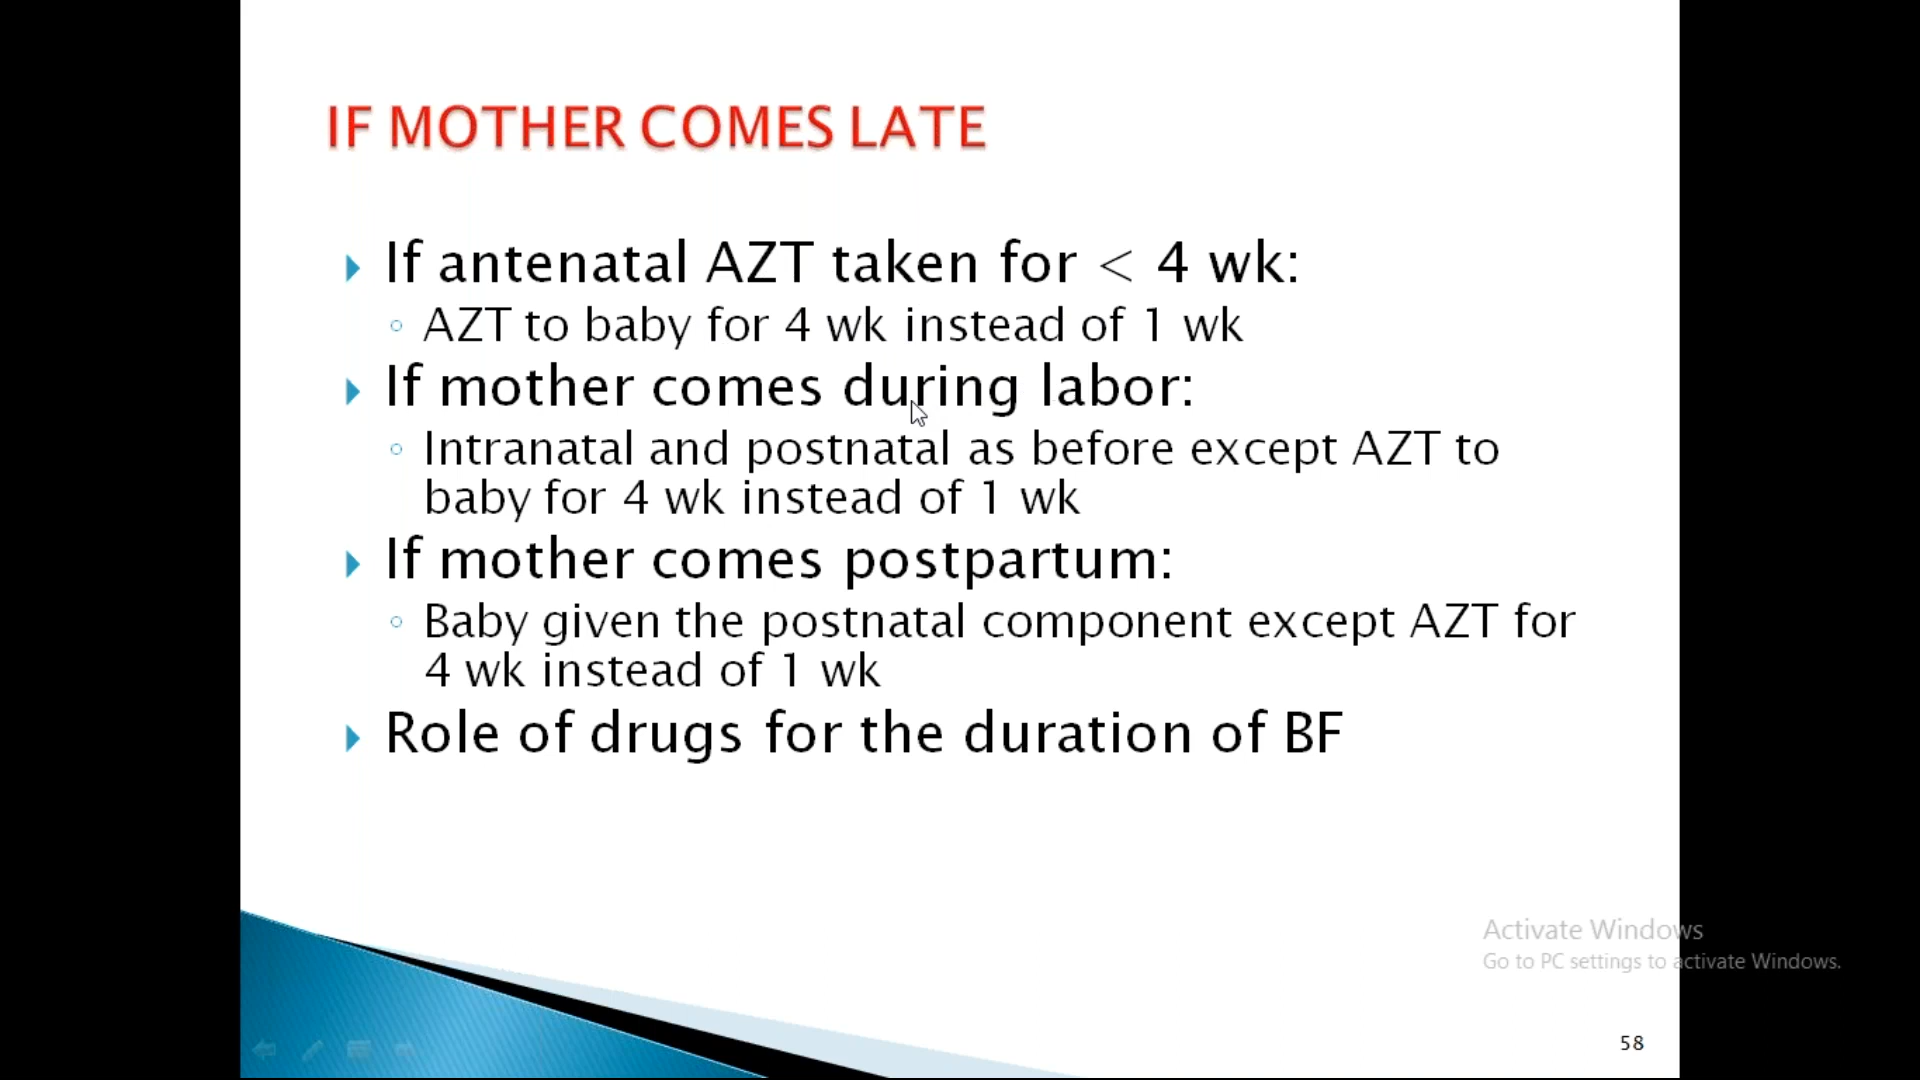 IF MOTHER COMES LATE
If antenatal AZT taken for < 4 wk:
AZT to baby for 4 wk instead of 1 wk
If mother comes during labor:
Intranatal and postnatal as before except AZT to
baby for 4 wk instead of 1 wk
If mother comes postpartum:
Baby given the postnatal component except AZT for
4 wk instead of 1 wk
Role of drugs for the duration of BF
Activate Windows
Go to PC settings to activate Windows.
58